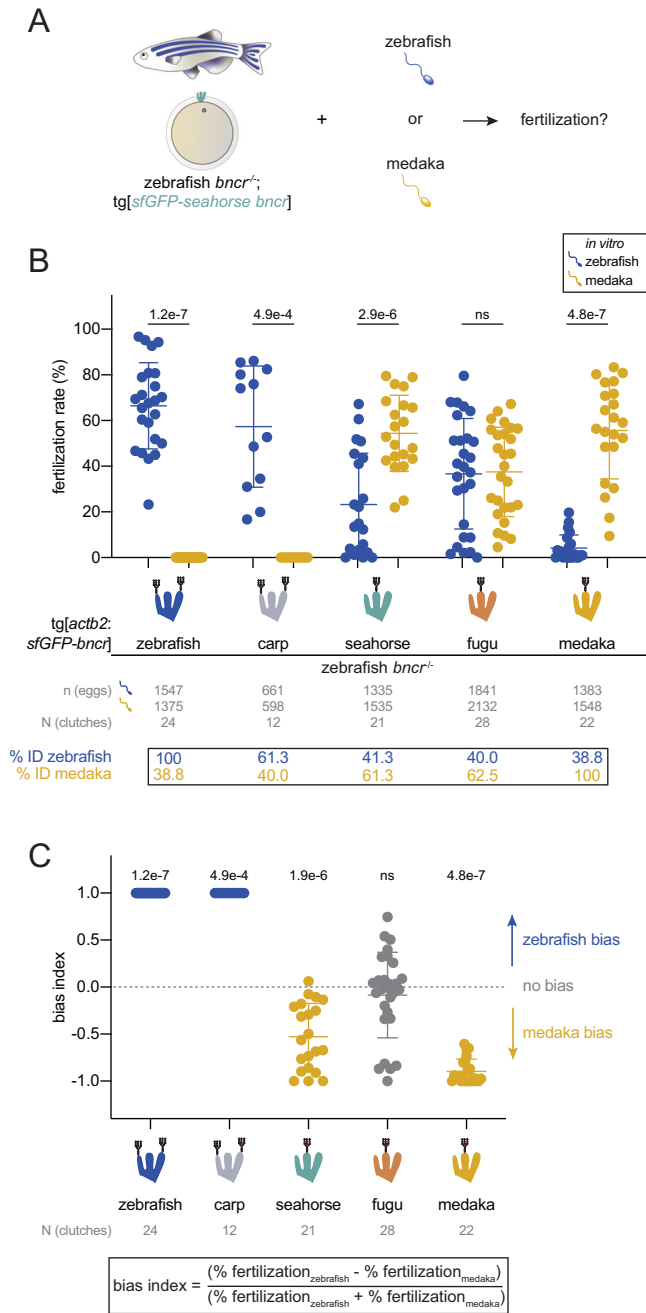 A
zebrafish
+ or fertilization?
medaka
zebrafish bncr-/-;
tg[sfGFP-seahorse bncr]
B
in vitro
zebrafish
medaka
1.2e-7 4.9e-4 2.9e-6 ns 4.8e-7
100
80
60
40
20
0
fertilization rate (%)
tg[actb2:
sfGFP-bncr] zebrafish carp seahorse fugu medaka
zebrafish bncr-/-
n (eggs) 1547 661 1335 1841 1383
1375 598 1535 2132 1548
N (clutches) 24 12 21 28 22
% ID zebrafish 100 61.3 41.3 40.0 38.8
% ID medaka 38.8 40.0 61.3 62.5 100
C
1.2e-7 4.9e-4 1.9e-6 ns 4.8e-7
1.0
0.5
0.0
-0.5
-1.0
bias index
zebrafish bias
no bias
medaka bias
zebrafish carp seahorse fugu medaka
N (clutches) 24 12 21 28 22
bias index = (% fertilization zebrafish - % fertilization medaka)
(% fertilization zebrafish + % fertilization medaka)